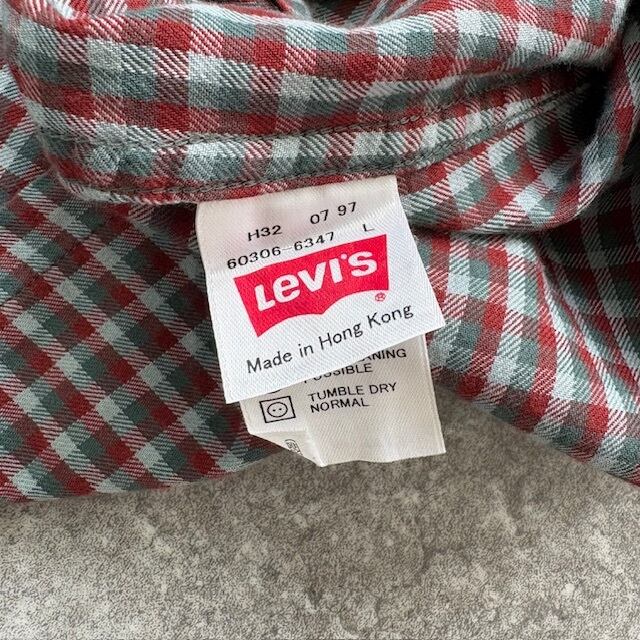 H32 07 97
60306-6347 L
Levi's
®
Made in Hong Kong
POSSIBLE
TUMBLE DRY
NORMAL